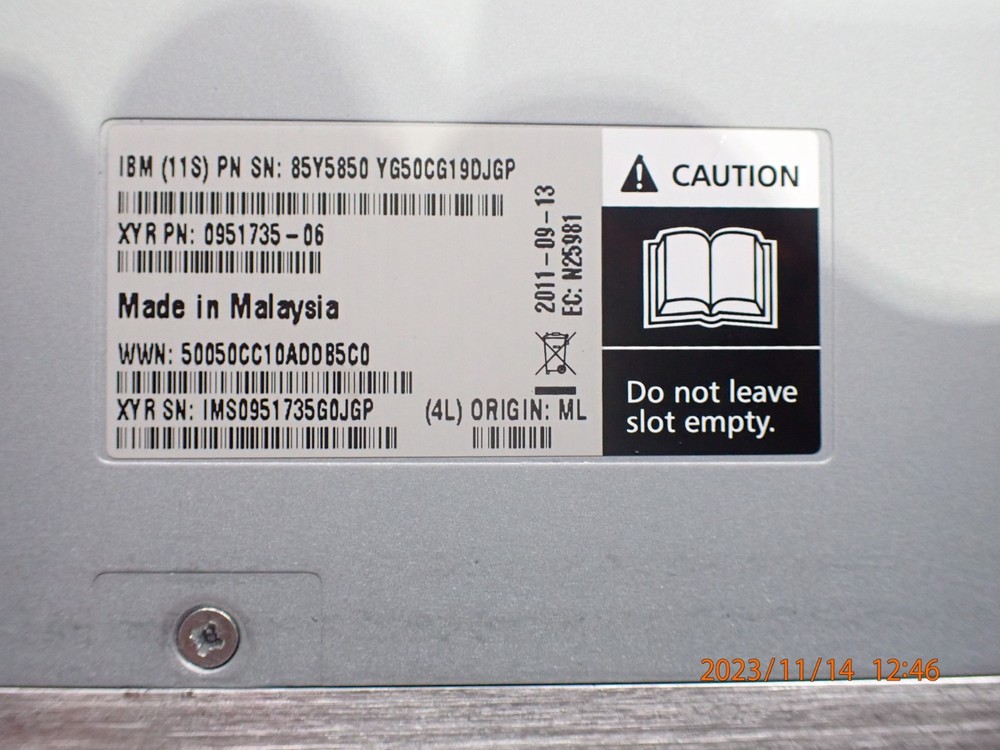 IBM (11S) PN SN: 85Y5850 YG50CG19DJGP
XYR PN: 0951735-06
Made in Malaysia
WWN: 50050CC10ADDB5C0
XYR SN: IMS0951735G0JGP
(4L) ORIGIN: ML
2011-09-13
EC: N25981
CAUTION
Do not leave
slot empty.
2023/11/14 12:46